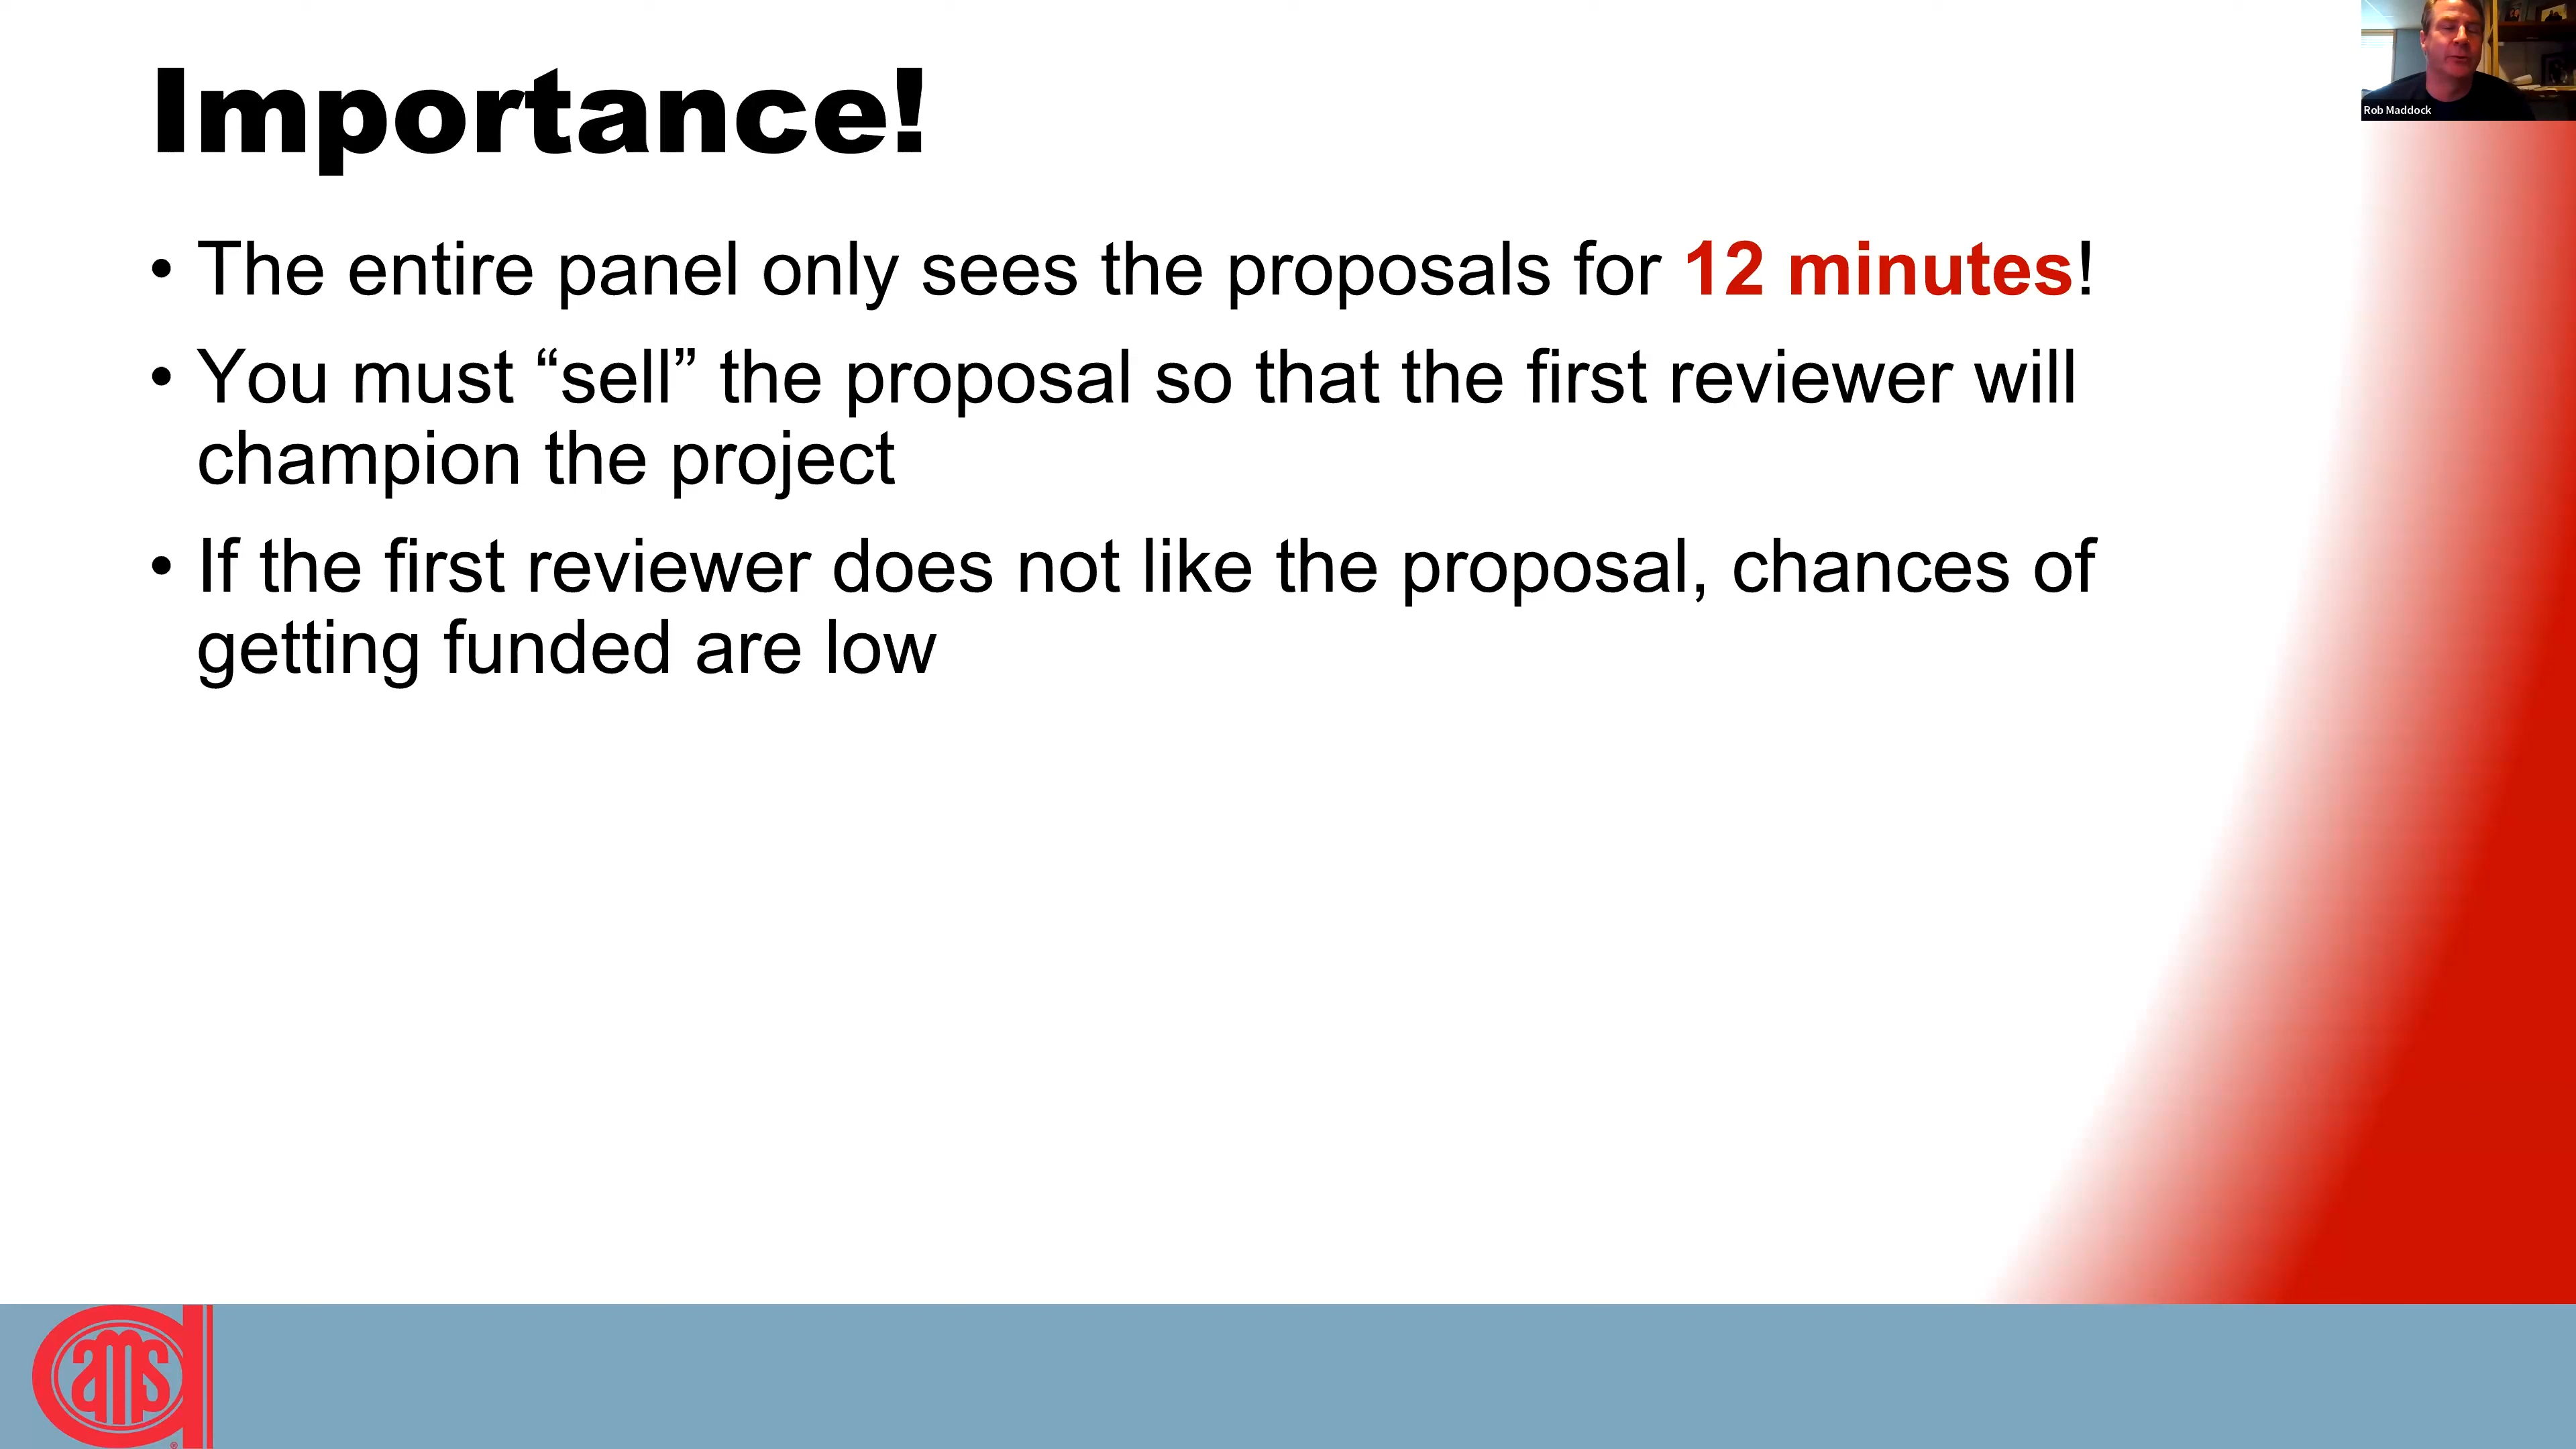 Importance!
Rob Maddock
• The entire panel only sees the proposals for 12 minutes!
• You must “sell” the proposal so that the first reviewer will
champion the project
• If the first reviewer does not like the proposal, chances of
getting funded are low
ams
®